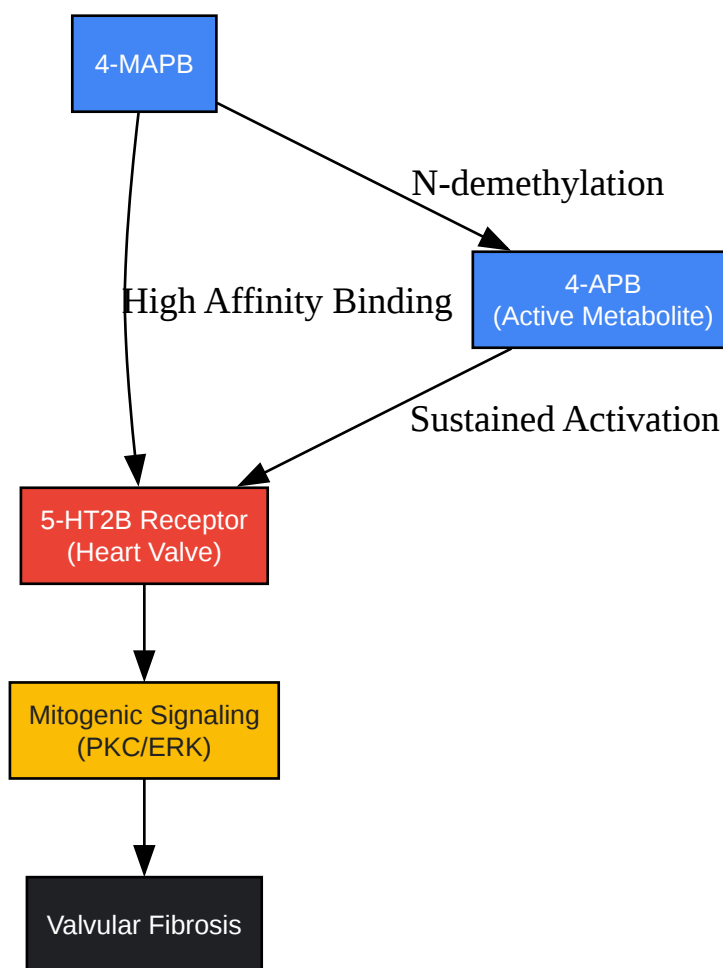 4-MAPB
N-demethylation
4-APB
(Active Metabolite)
High Affinity Binding
Sustained Activation
5-HT2B Receptor
(Heart Valve)
Mitogenic Signaling
(PKC/ERK)
Valvular Fibrosis